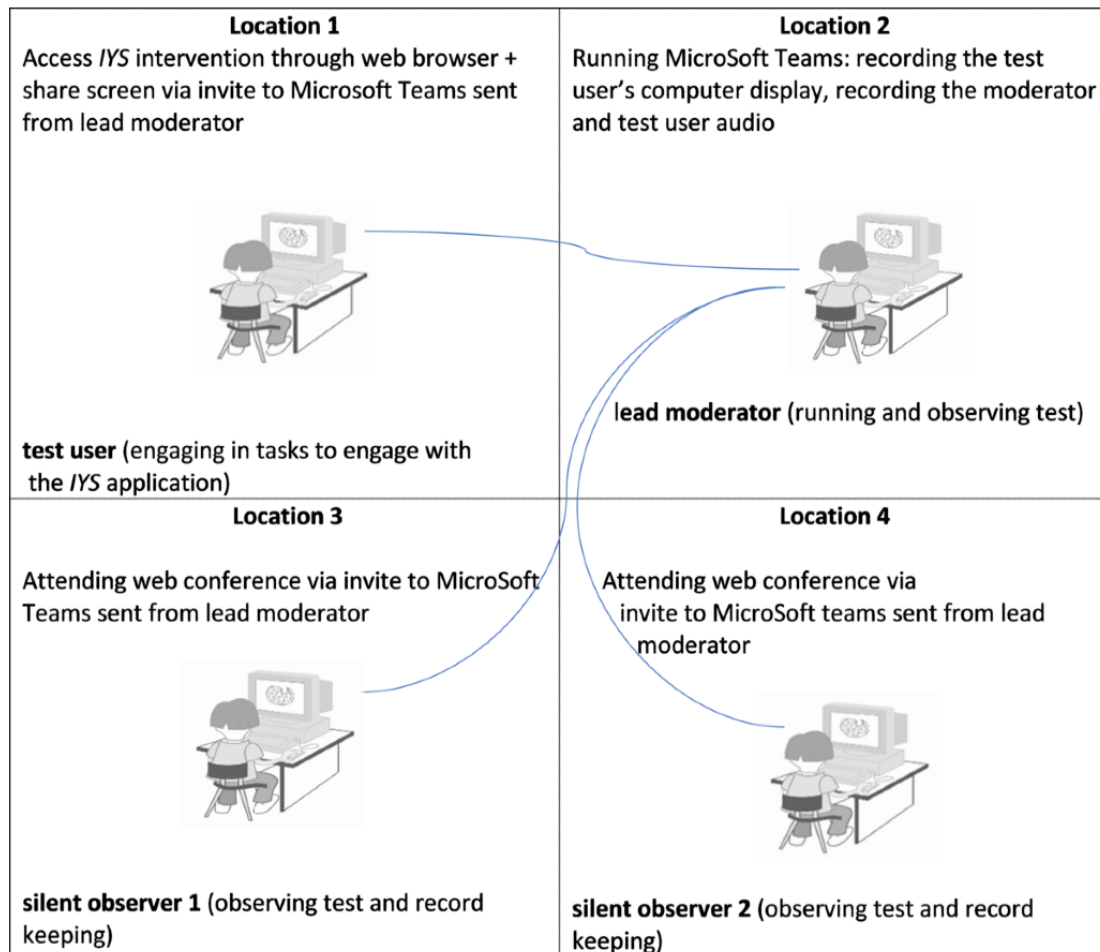 Location 1
Access IYS intervention through web browser +
share screen via invite to Microsoft Teams sent
from lead moderator
test user (engaging in tasks to engage with
the IYS application)
Location 2
Running MicroSoft Teams: recording the test
user's computer display, recording the moderator
and test user audio
lead moderator (running and observing test)
Location 3
Attending web conference via invite to MicroSoft
Teams sent from lead moderator
silent observer 1 (observing test and record
keeping)
Location 4
Attending web conference via
invite to MicroSoft teams sent from lead
moderator
silent observer 2 (observing test and record
keeping)